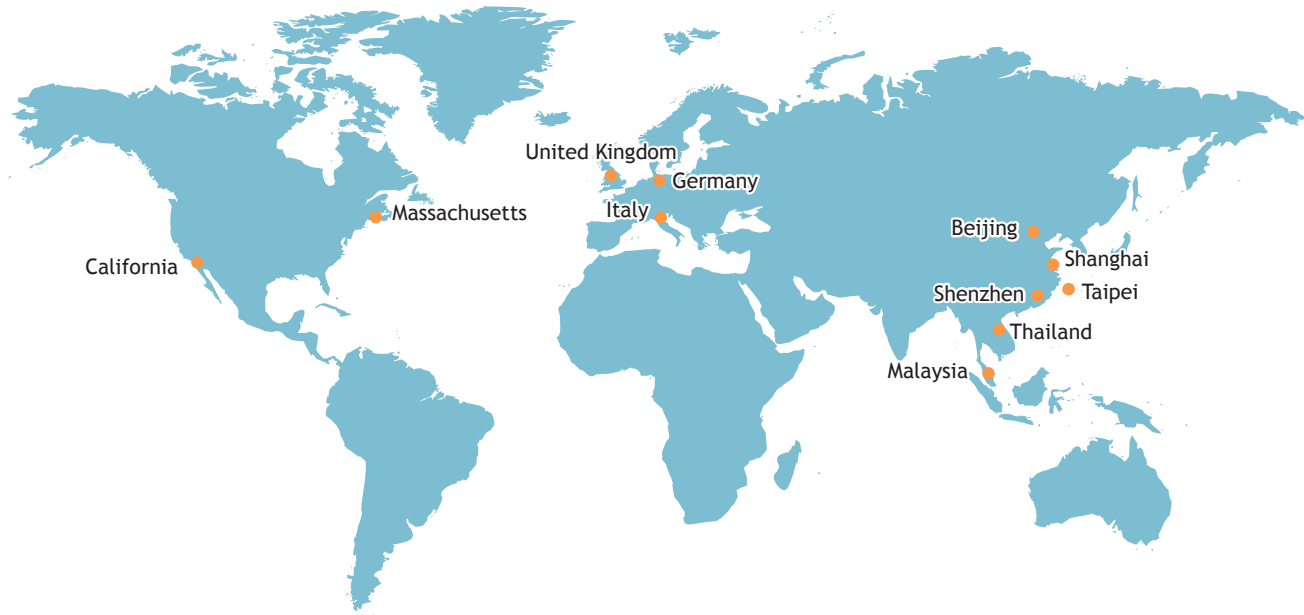 United Kingdom
Germany
Italy
Massachusetts
California
Beijing
Shanghai
Shenzhen
Taipei
Thailand
Malaysia